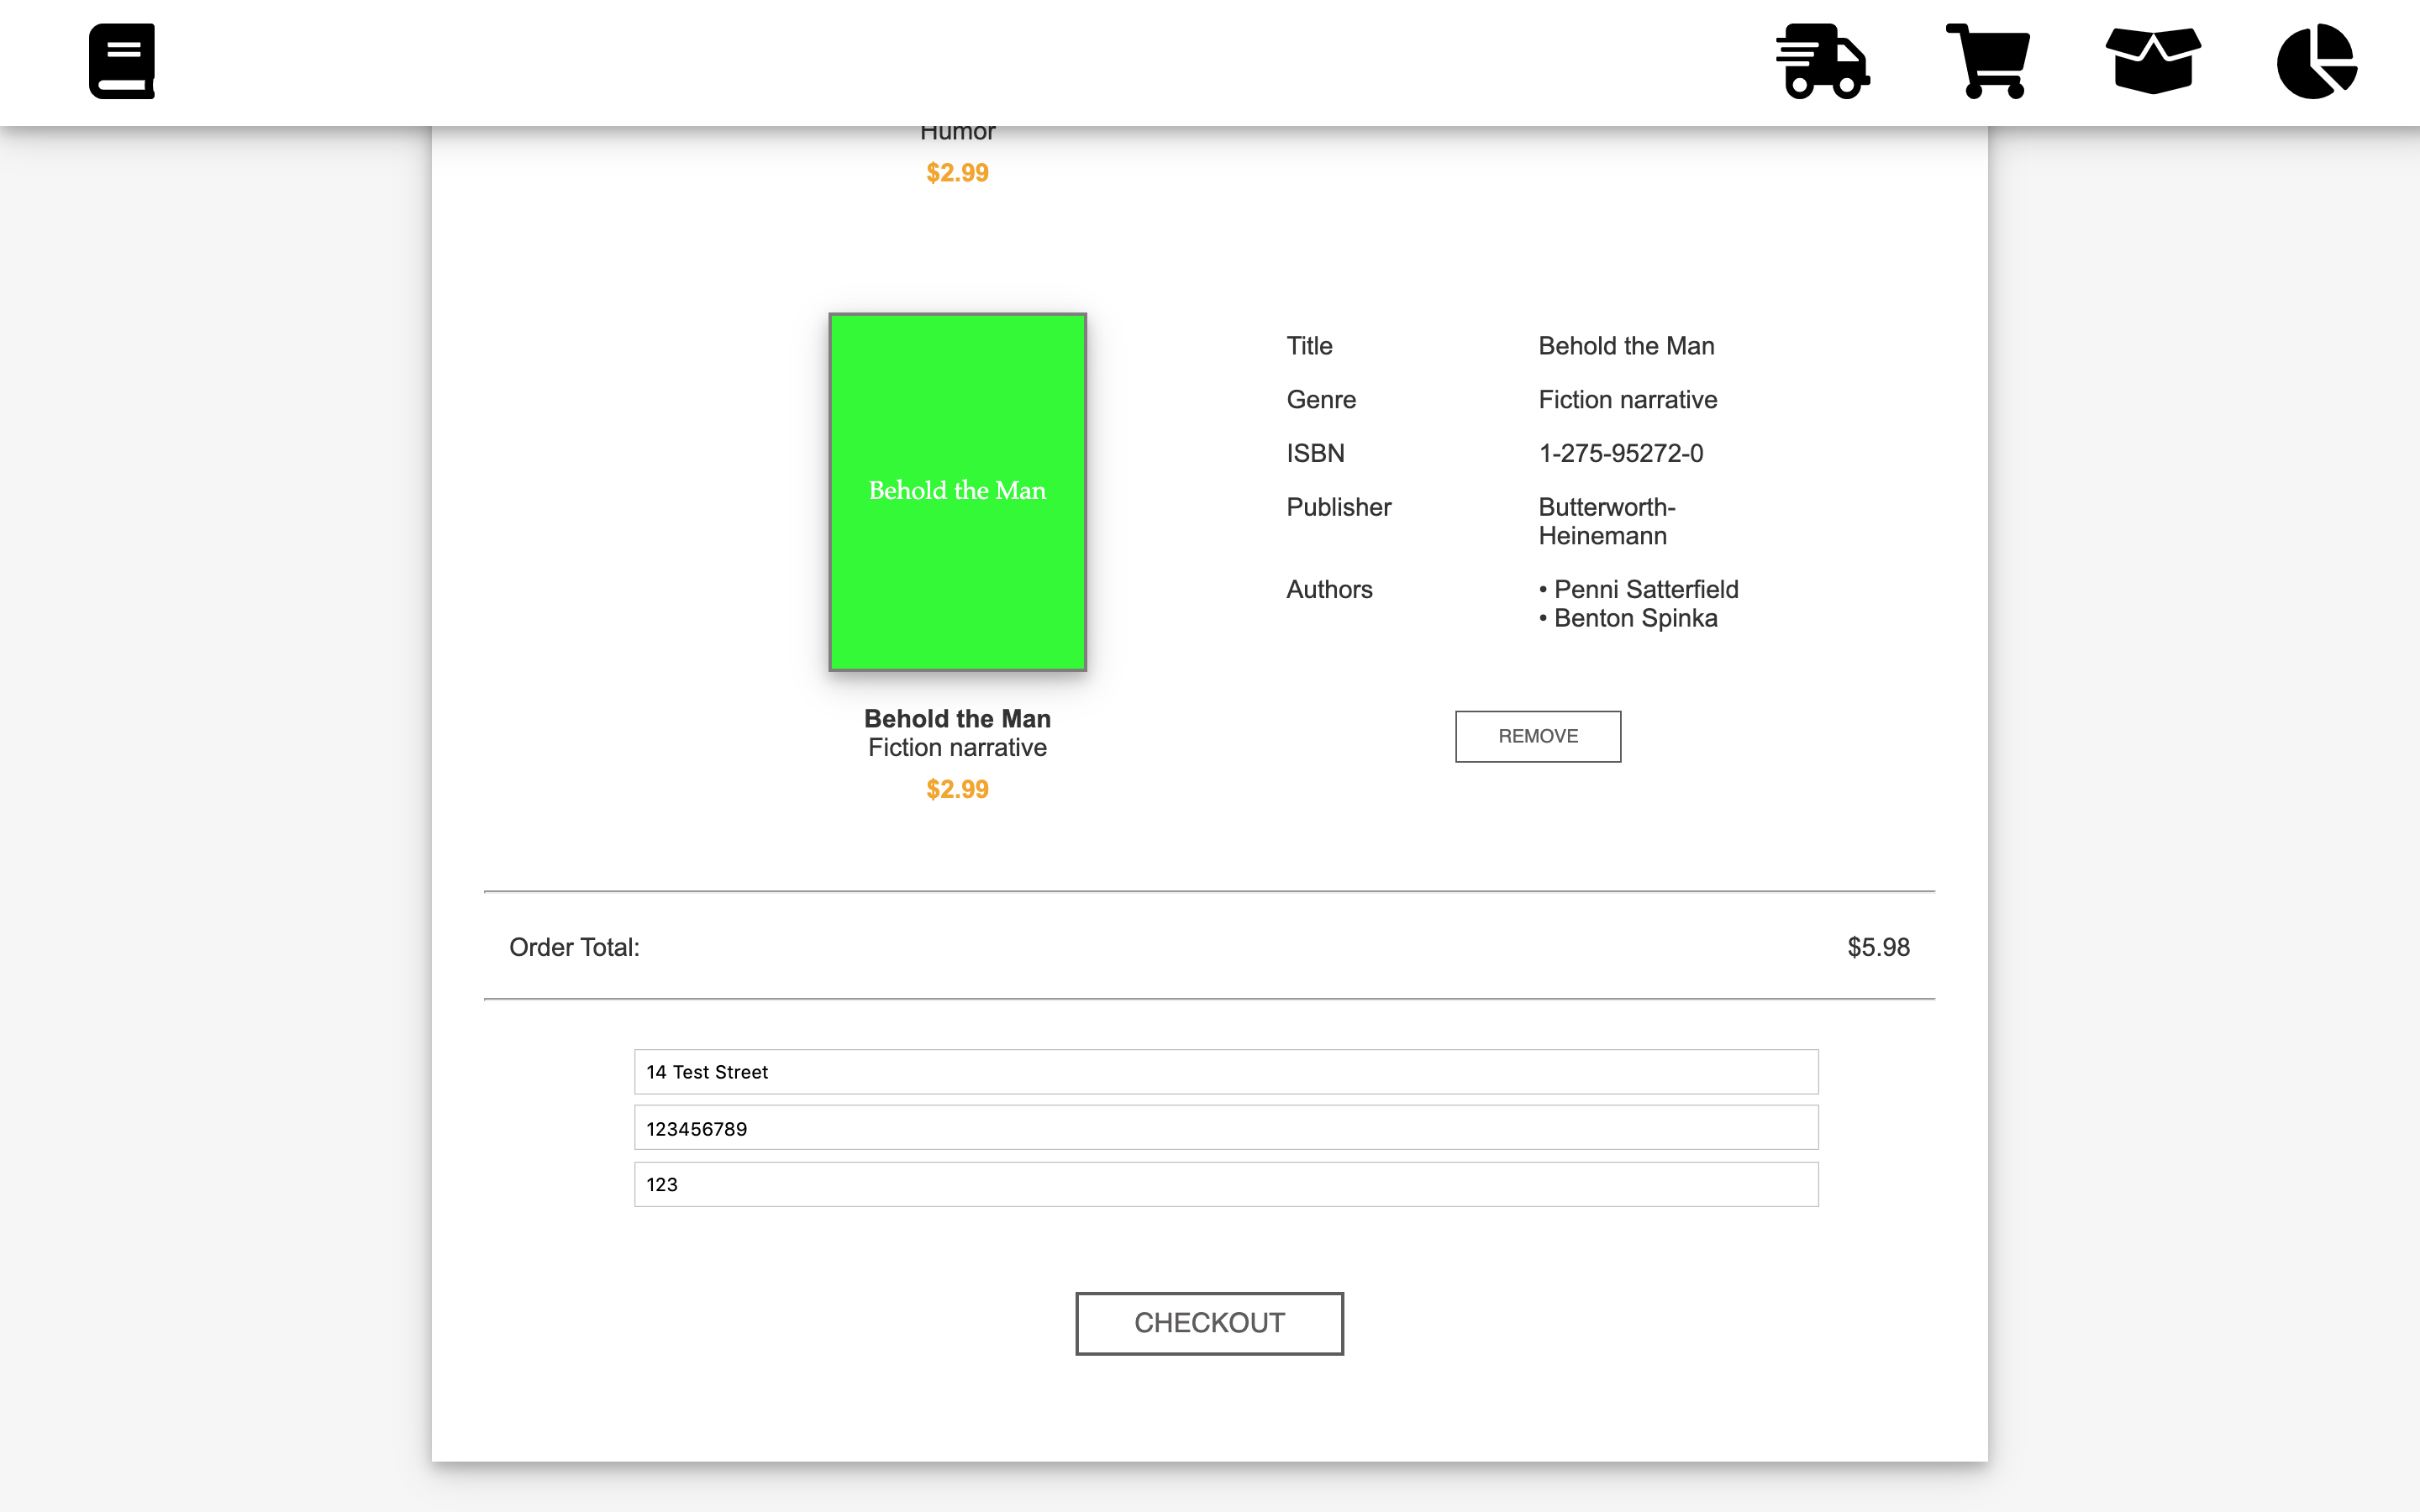 Humor
$2.99
Behold the Man
Title Behold the Man
Genre Fiction narrative
ISBN 1-275-95272-0
Publisher Butterworth-
Heinemann
Authors • Penni Satterfield
• Benton Spinka
Behold the Man
Fiction narrative
$2.99
REMOVE
Order Total: $5.98
14 Test Street
123456789
123
CHECKOUT